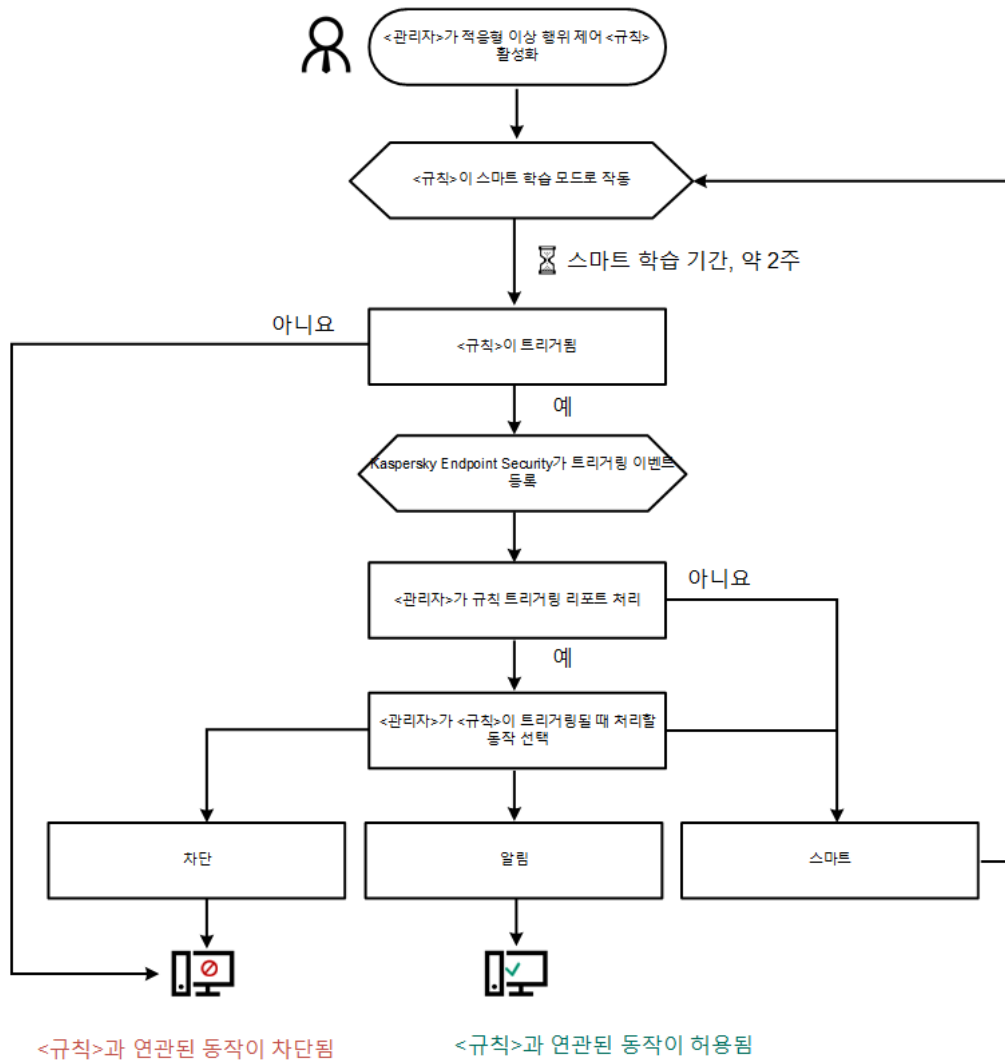 <관리자>가 적응형 이상 행위 제어 <규칙>
활성화
<규칙>이 스마트 학습 모드로 작동
스마트 학습 기간, 약 2주
아니요
<규칙>이 트리거됨
예
Kaspersky Endpoint Security가 트리거링 이벤트
등록
<관리자>가 규칙 트리거링 리포트 처리
아니요
예
<관리자>가 <규칙>이 트리거링될 때 처리할
동작 선택
차단
알림
스마트
<규칙>과 연관된 동작이 차단됨
<규칙>과 연관된 동작이 허용됨